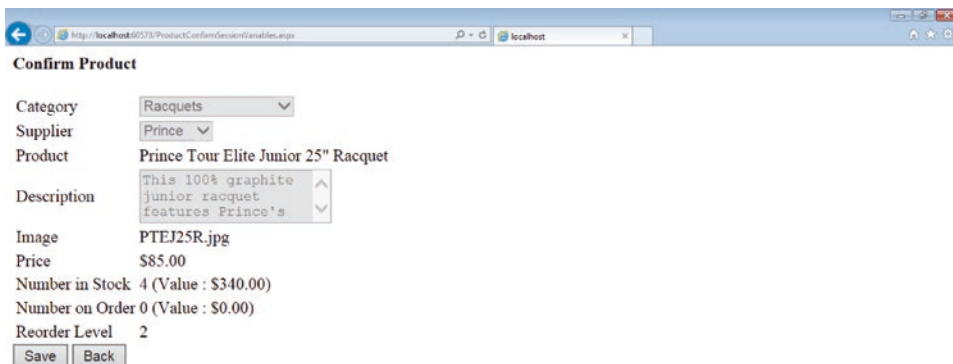 http://localhost:60573/ProductConfirmSessionVariables.aspx
localhost
Confirm Product
Category Racquets
Supplier Prince
Product Prince Tour Elite Junior 25" Racquet
Description This 100% graphite
junior racquet
features Prince's
Image PTEJ25R.jpg
Price $85.00
Number in Stock 4 (Value : $340.00)
Number on Order 0 (Value : $0.00)
Reorder Level 2
Save Back